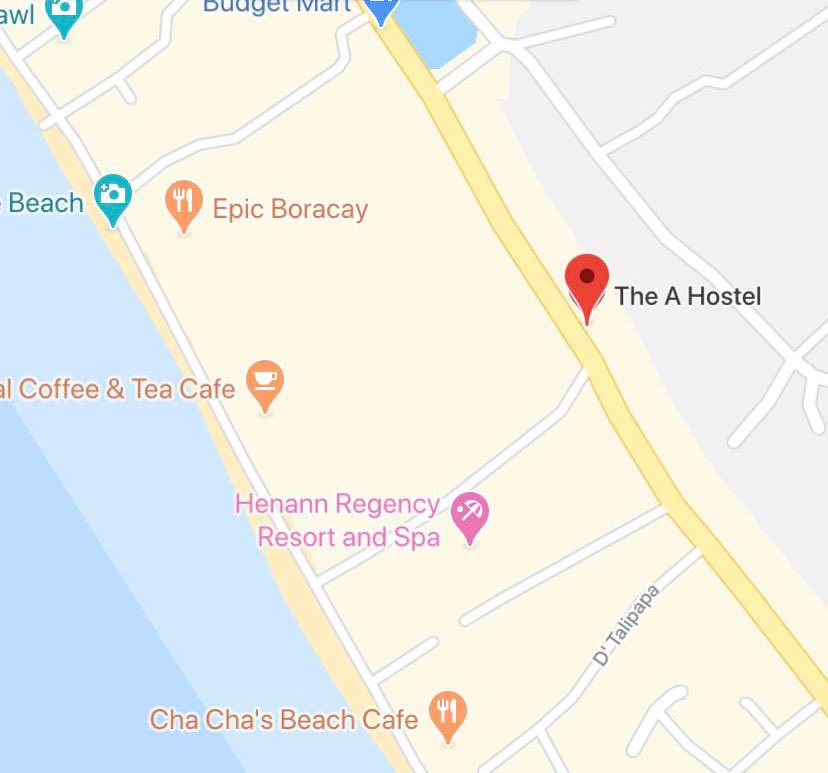 awl
Budget Mart
Beach
Epic Boracay
The A Hostel
al Coffee & Tea Cafe
Henann Regency
Resort and Spa
D' Talipapa
Cha Cha's Beach Cafe